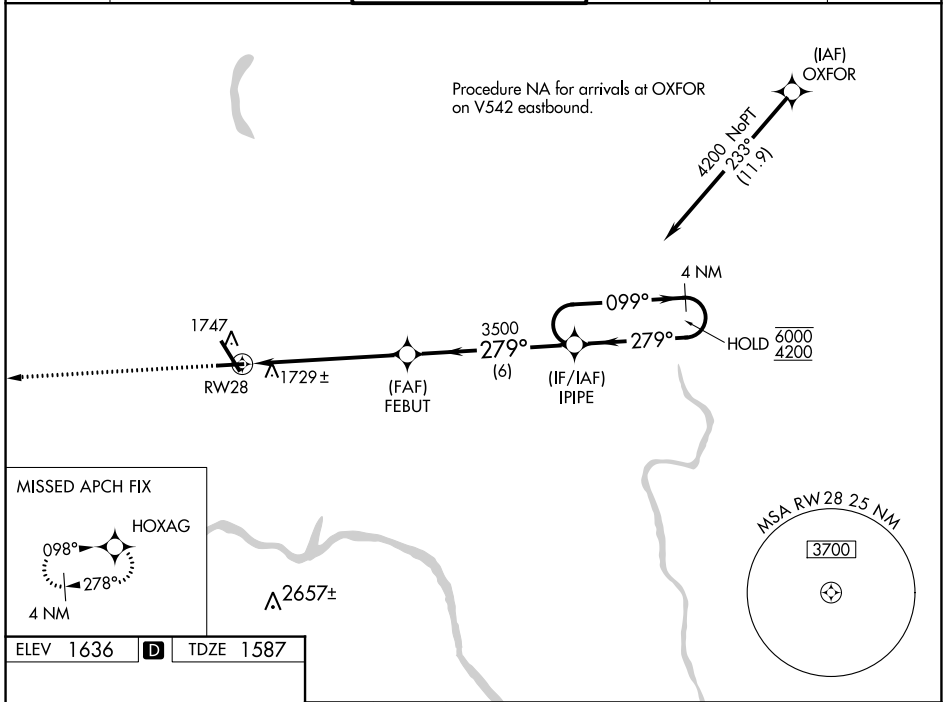 (IAF)
OXFOR
Procedure NA for arrivals at OXFOR
on V542 eastbound.
4200 NoPT
233°
(11.9)
4 NM
099°
279°
HOLD 6000
4200
3500
279°
(6)
(IF/IAF)
IPIPE
(FAF)
FEBUT
1747
1729±
RW28
MISSED APCH FIX
HOXAG
098°
278°
4 NM
2657±
MSA RW28 25 NM
3700
ELEV 1636 D TDZE 1587